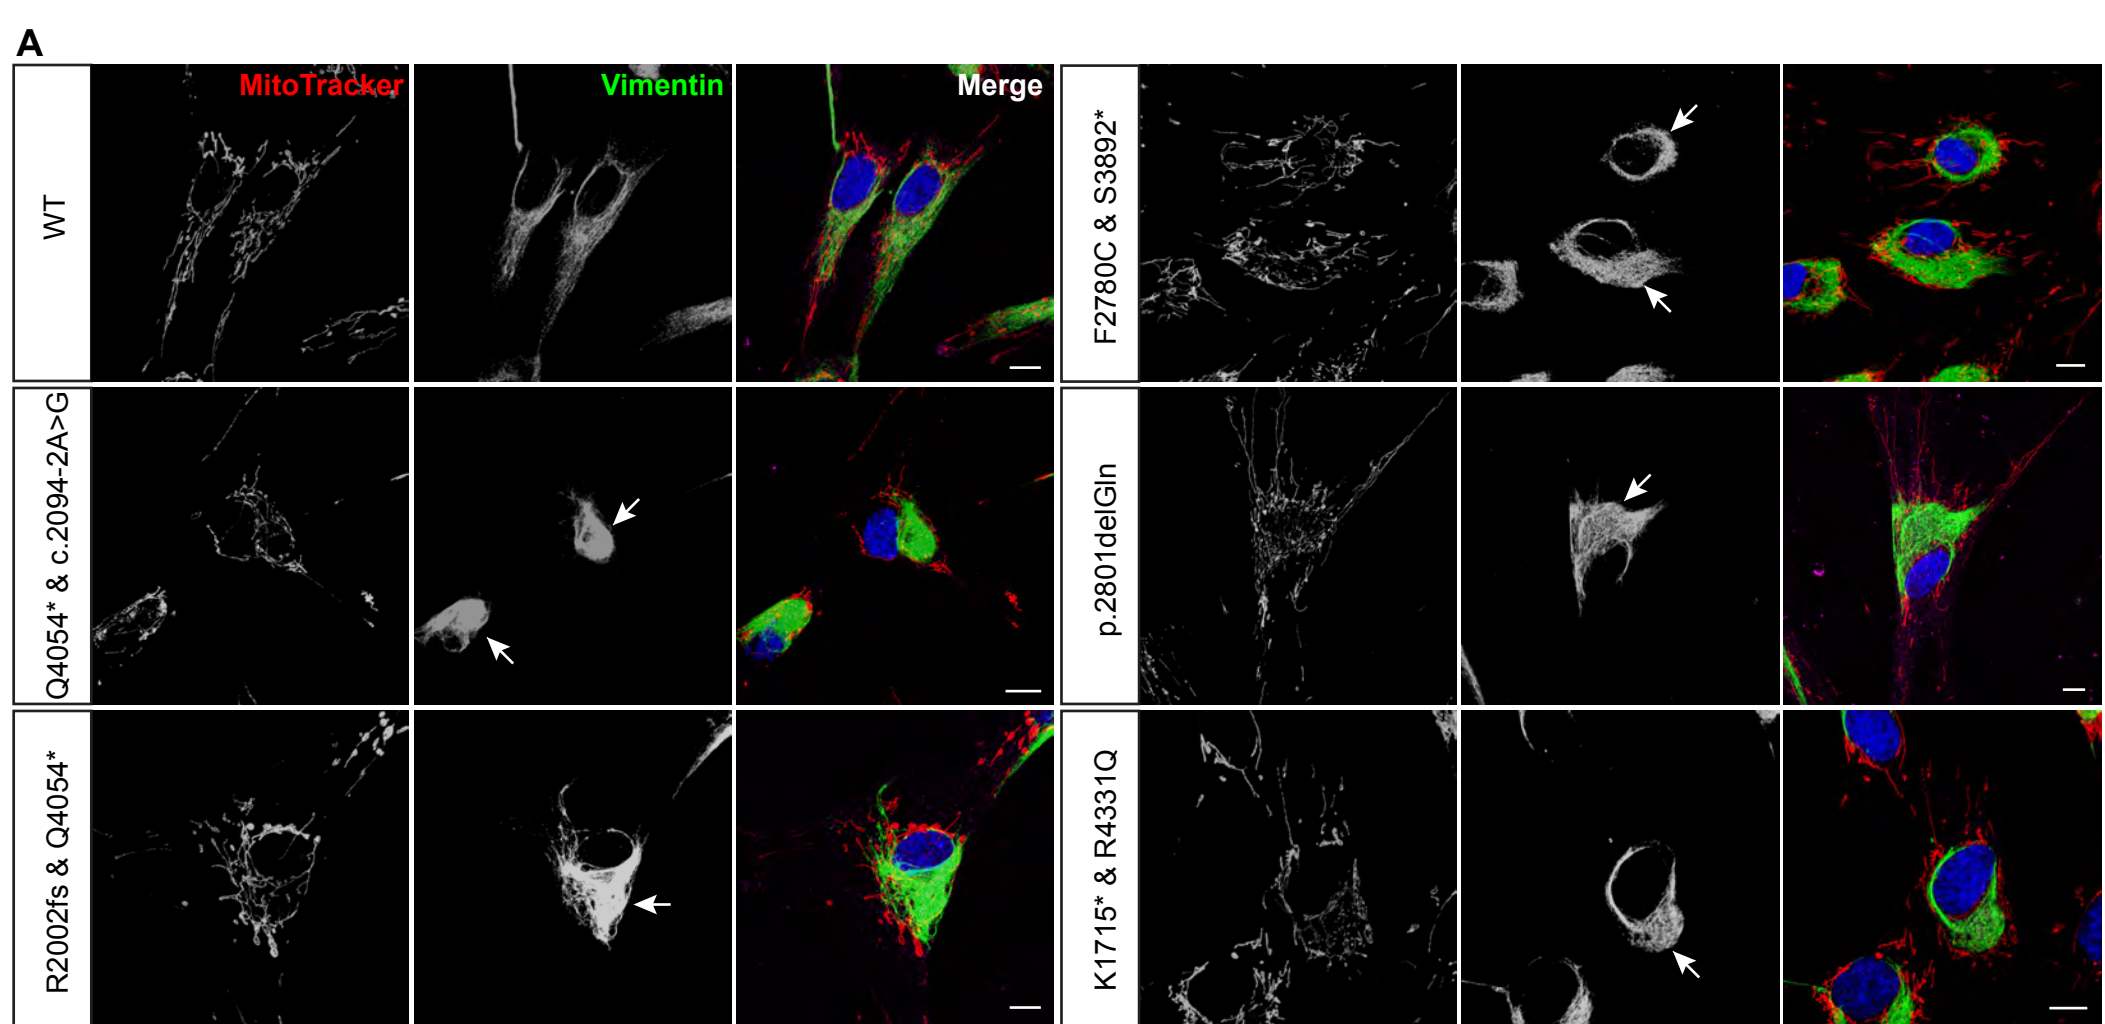 A
WT
MitoTracker
Vimentin
Merge
F2780C & S3892*
Q4054* & c.2094-2A>G
p.2801delGln
R2002fs & Q4054*
K1715* & R4331Q